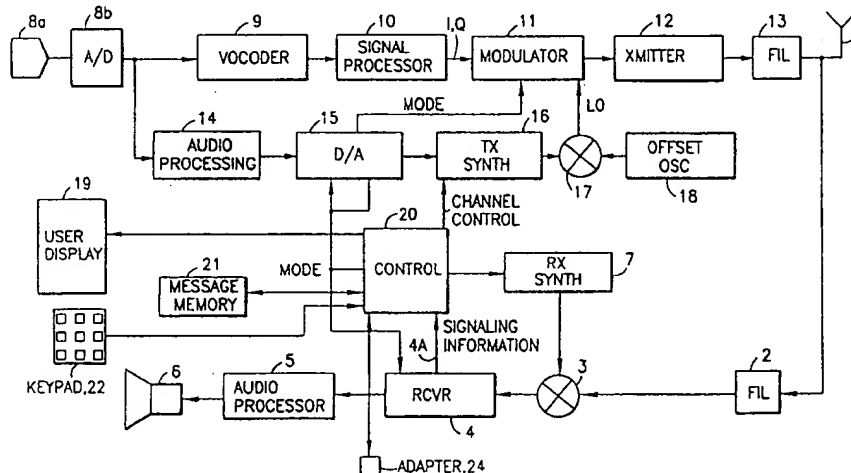 8a
8b
A/D
9
VOCODER
10
SIGNAL
PROCESSOR
I,Q
11
MODULATOR
12
XMITTER
13
FIL
MODE
LO
14
AUDIO
PROCESSING
15
D/A
16
TX
SYNTH
17
OFFSET
OSC
18
19
USER
DISPLAY
CHANNEL
CONTROL
20
CONTROL
RX
SYNTH
7
MODE
21
MESSAGE
MEMORY
SIGNALING
INFORMATION
4A
KEYPAD,22
6
5
AUDIO
PROCESSOR
RCVR
4
3
2
FIL
ADAPTER,24